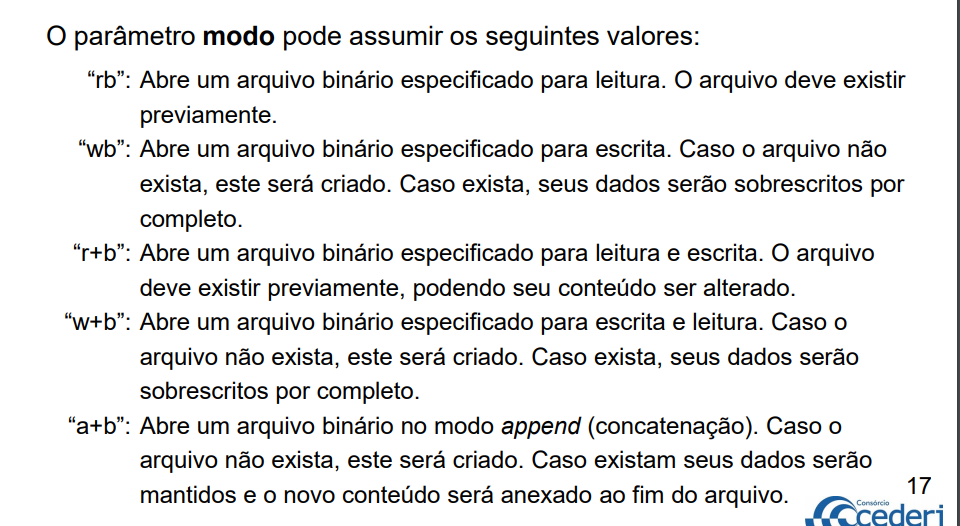 O parâmetro modo pode assumir os seguintes valores:
“rb”: Abre um arquivo binário especificado para leitura. O arquivo deve existir
previamente.
“wb”: Abre um arquivo binário especificado para escrita. Caso o arquivo não
exista, este será criado. Caso exista, seus dados serão sobrescritos por
completo.
“r+b”: Abre um arquivo binário especificado para leitura e escrita. O arquivo
deve existir previamente, podendo seu conteúdo ser alterado.
“w+b”: Abre um arquivo binário especificado para escrita e leitura. Caso o
arquivo não exista, este será criado. Caso exista, seus dados serão
sobrescritos por completo.
“a+b”: Abre um arquivo binário no modo append (concatenação). Caso o
arquivo não exista, este será criado. Caso existam seus dados serão
mantidos e o novo conteúdo será anexado ao fim do arquivo.
17
Consórcio
cederj